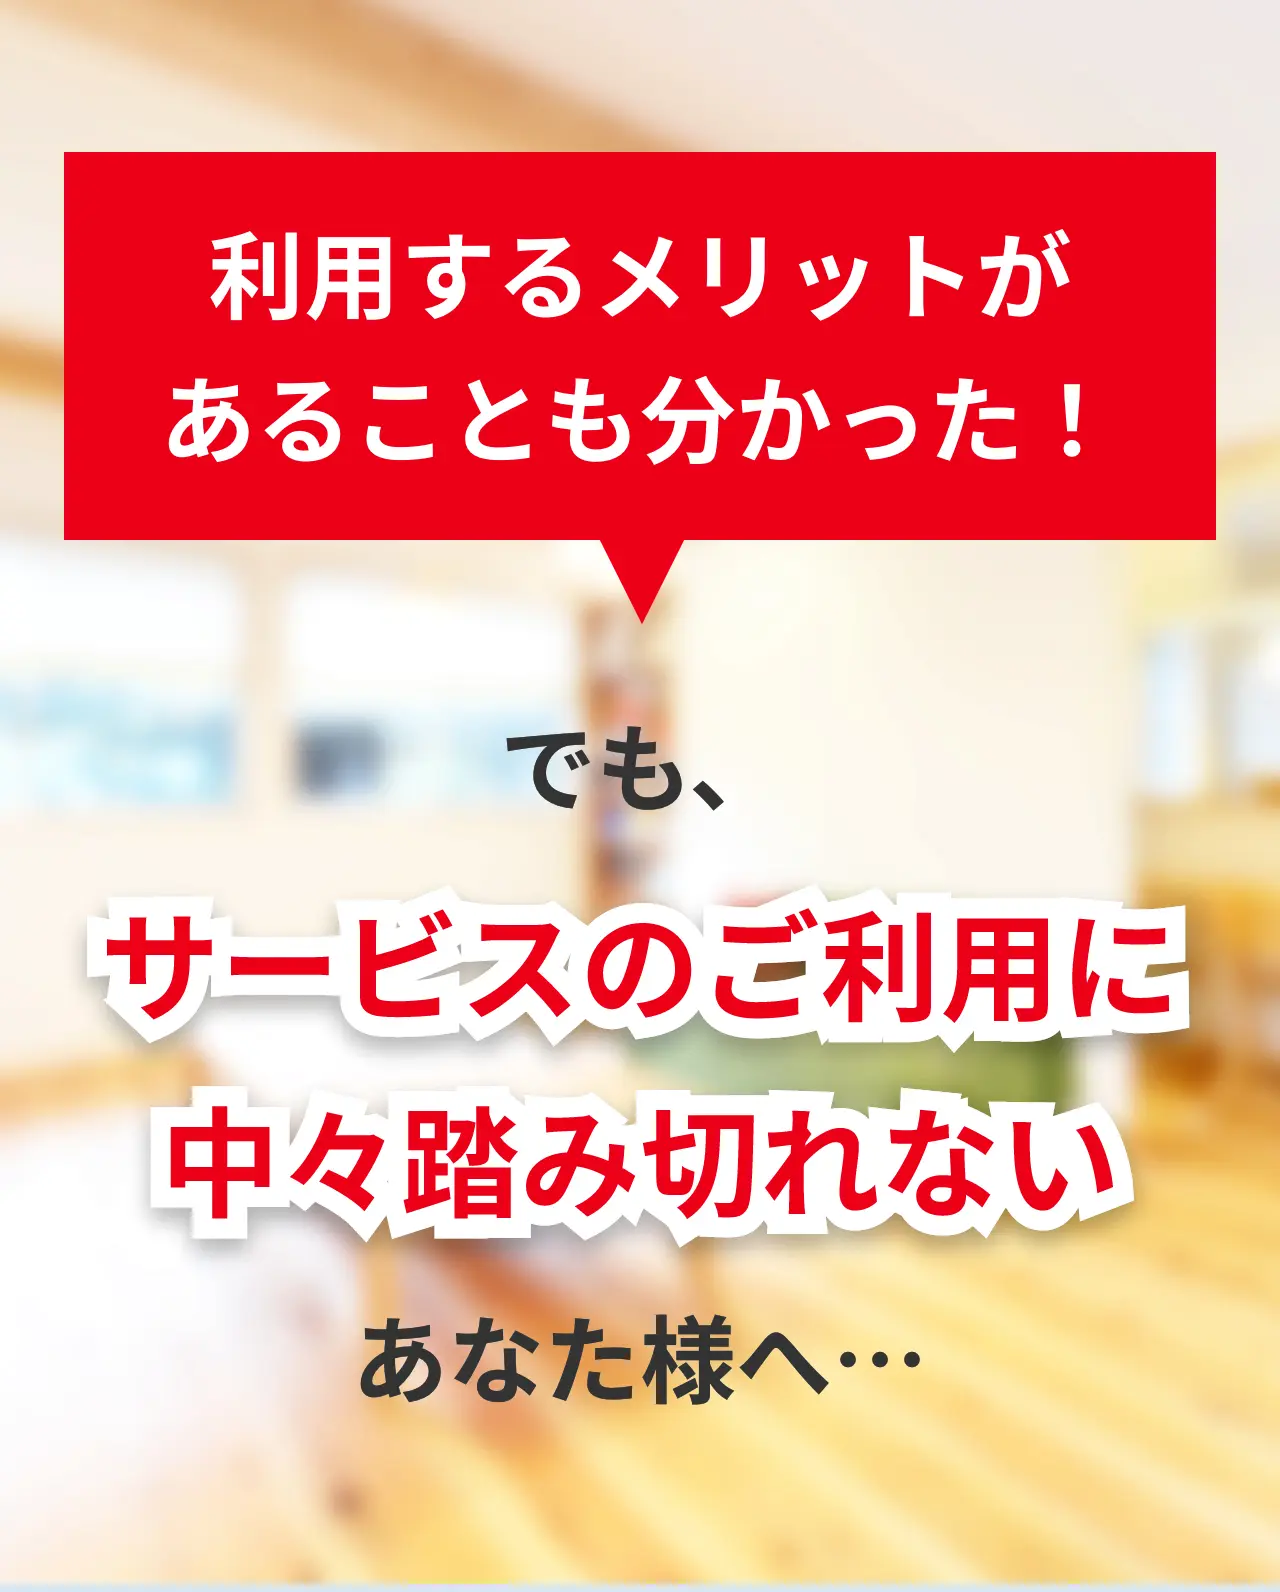 利用するメリットが
あることも分かった！
でも、
サービスのご利用に
中々踏み切れない
あなた様へ…